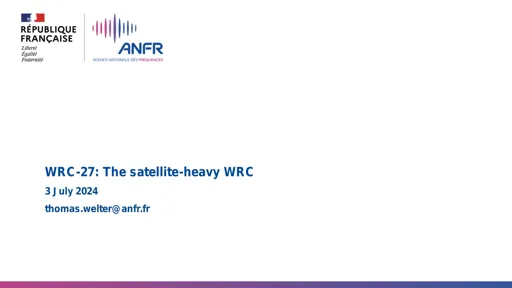 RÉPUBLIQUE
FRANÇAISE
Liberté
Égalité
Fraternité
ANFR
AGENCE NATIONALE DES FRÉQUENCES
WRC-27: The satellite-heavy WRC
3 July 2024
thomas.welter@anfr.fr